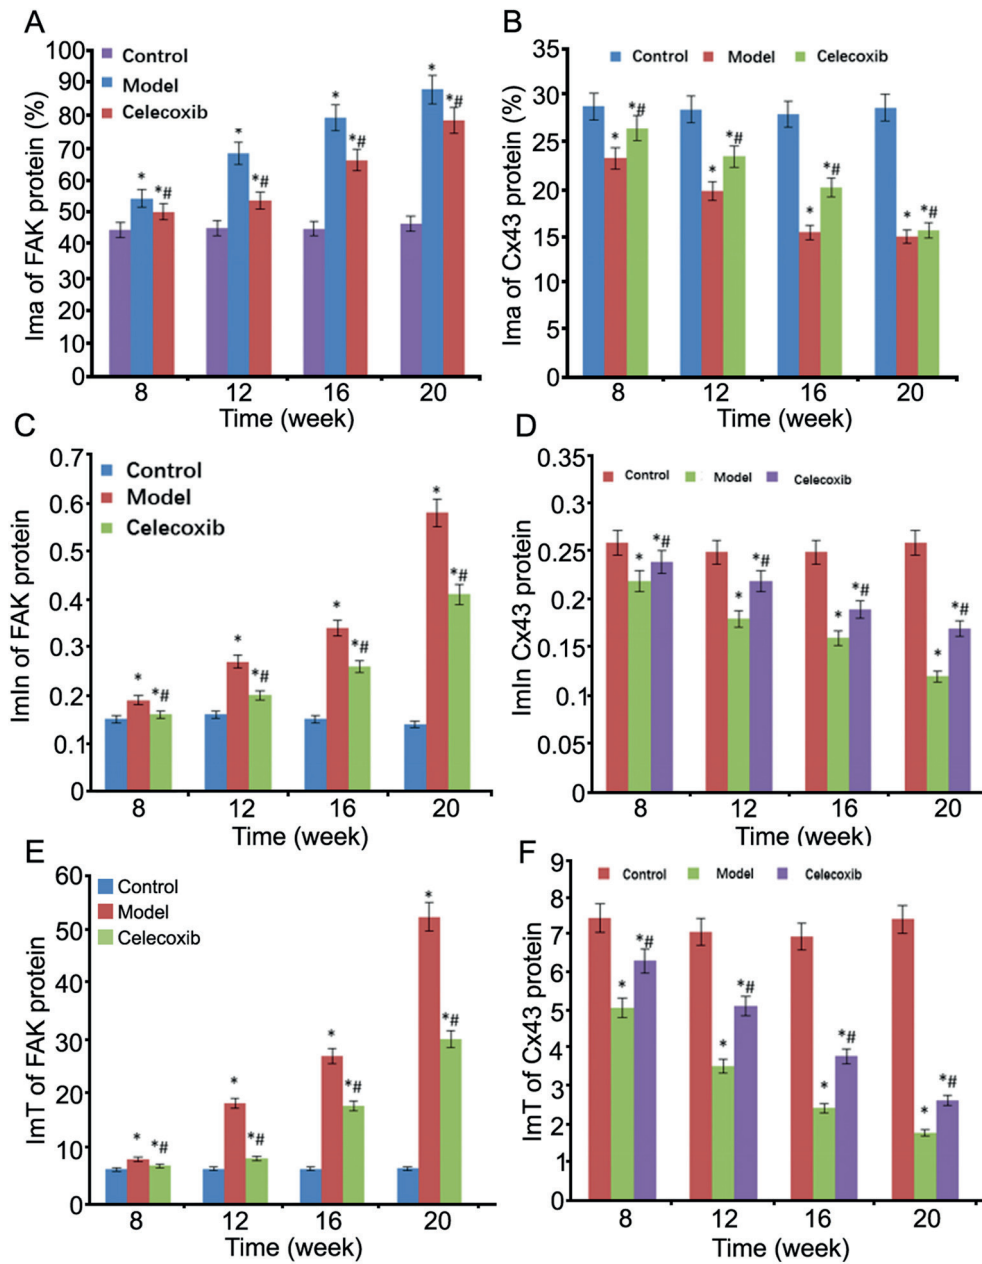 A
Ima of FAK protein (%)
100
90
80
70
60
50
40
30
20
10
0
Control
Model
Celecoxib
* *#
* *#
* *#
* *#
8 12 16 20
Time (week)
B
Ima of Cx43 protein (%)
35
30
25
20
15
10
5
0
Control Model Celecoxib
* *#
* *#
* *#
* *#
8 12 16 20
Time (week)
C
ImIn of FAK protein
0.7
0.6
0.5
0.4
0.3
0.2
0.1
0
Control
Model
Celecoxib
* *#
* *#
* *#
* *#
8 12 16 20
Time (week)
D
ImIn Cx43 protein
0.35
0.3
0.25
0.2
0.15
0.1
0.05
0
Control Model Celecoxib
* *#
* *#
* *#
* *#
8 12 16 20
Time (week)
E
ImT of FAK protein
60
50
40
30
20
10
0
Control
Model
Celecoxib
* *#
* *#
* *#
* *#
8 12 16 20
Time (week)
F
ImT of Cx43 protein
9
8
7
6
5
4
3
2
1
0
Control Model Celecoxib
* *#
* *#
* *#
* *#
8 12 16 20
Time (week)